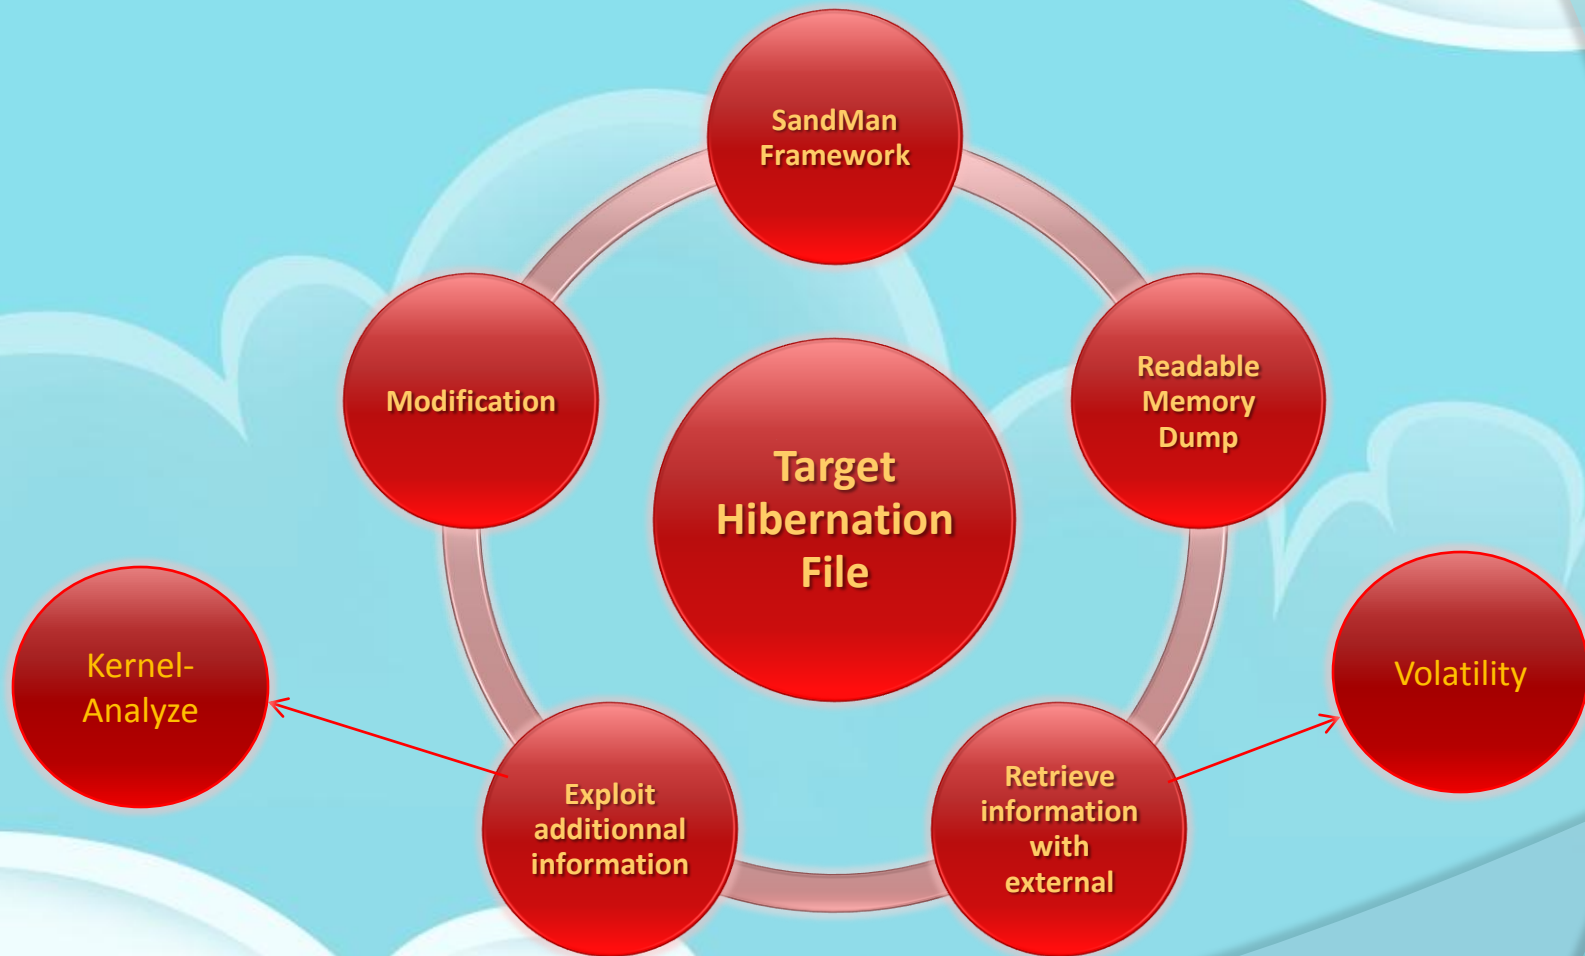 SandMan
Framework
Readable
Memory
Dump
Modification
Target
Hibernation
File
Kernel-
Analyze
Volatility
Exploit
additionnal
information
Retrieve
information
with
external